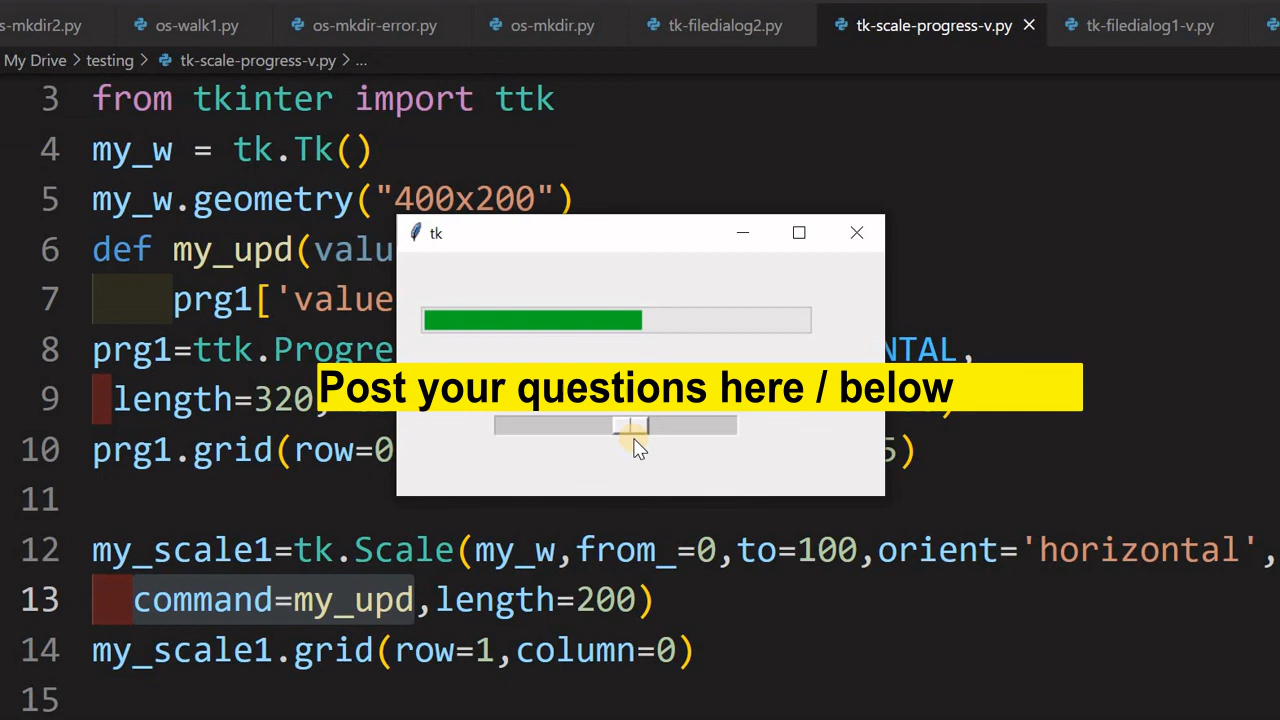 s-mkdir2.py os-walk1.py os-mkdir-error.py os-mkdir.py tk-filedialog2.py tk-scale-progress-v.py tk-filedialog1-v.py
My Drive > testing > tk-scale-progress-v.py > ...
3 from tkinter import ttk
4 my_w = tk.Tk()
5 my_w.geometry("400x200")
tk
6 def my_upd(valu
7 prg1['value
8 prg1=ttk.Progre NTAL,
Post your questions here / below
9 length=320,
10 prg1.grid(row=0 5)
11
12 my_scale1=tk.Scale(my_w,from_=0,to=100,orient='horizontal',
13 command=my_upd,length=200)
14 my_scale1.grid(row=1,column=0)
15